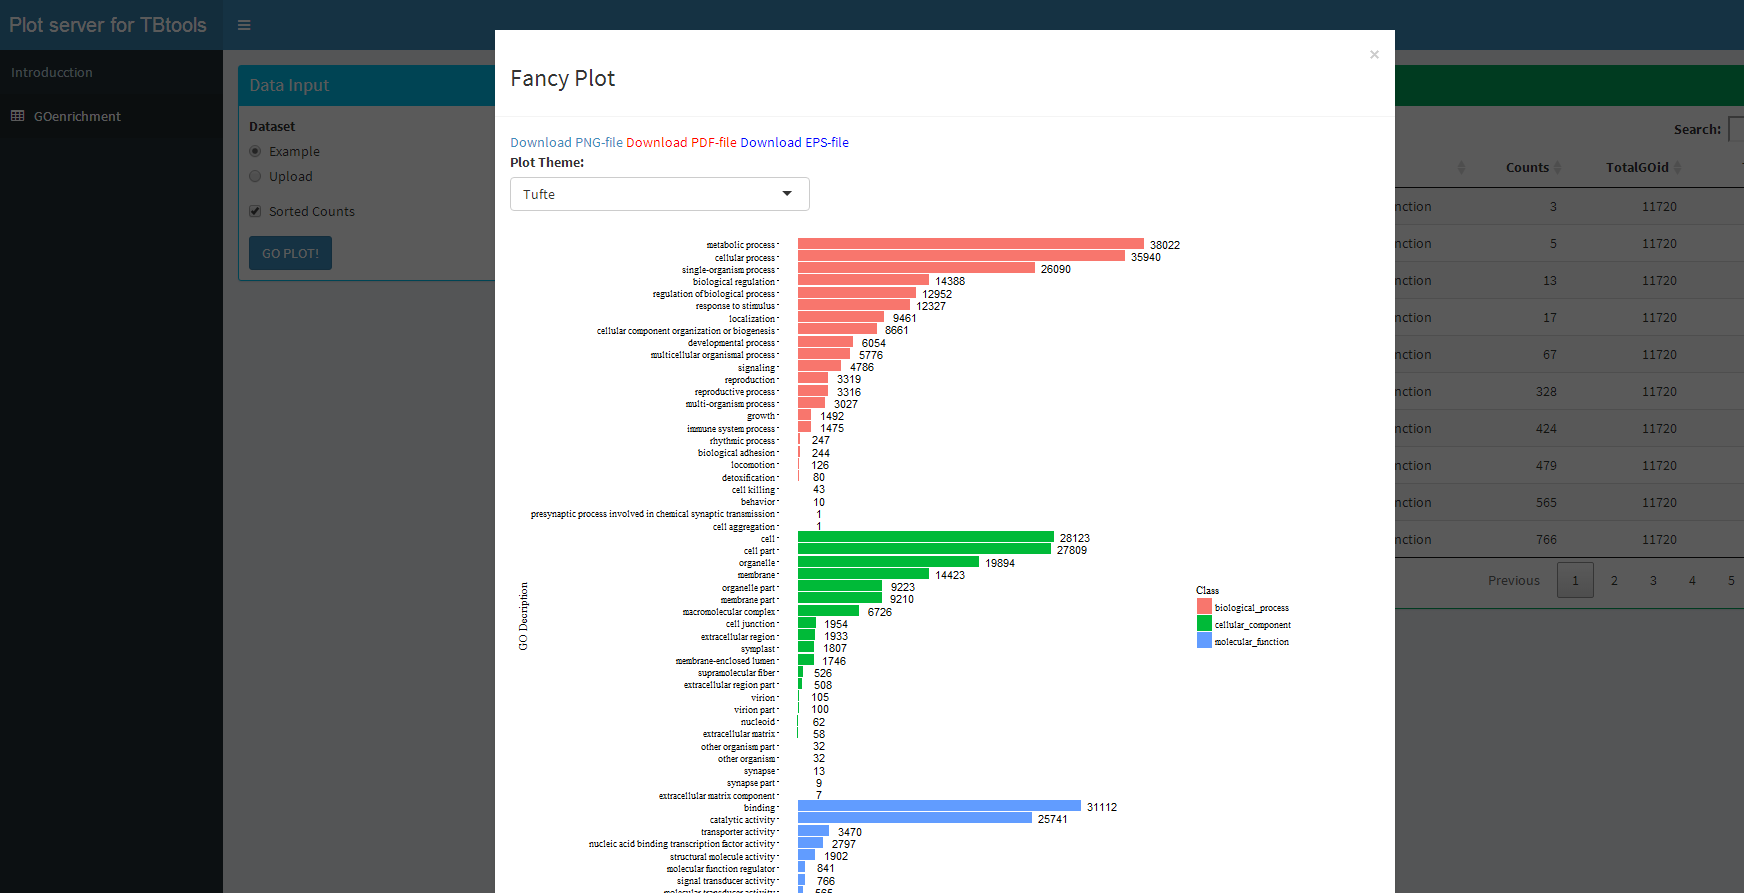 Plot server for TBtools
Introducction
GOenrichment
Data Input
Dataset
Example
Upload
Sorted Counts
GO PLOT!
×
Fancy Plot
Download PNG-file Download PDF-file Download EPS-file
Plot Theme:
Tufte
GO Decription
metabolic process 38022
cellular process 35940
single-organism process 26090
biological regulation 14388
regulation of biological process 12952
response to stimulus 12327
localization 9461
cellular component organization or biogenesis 8661
developmental process 6054
multicellular organismal process 5776
signaling 4786
reproduction 3319
reproductive process 3316
multi-organism process 3027
growth 1492
immune system process 1475
rhythmic process 247
biological adhesion 244
locomotion 126
detoxification 80
cell killing 43
behavior 10
presynaptic process involved in chemical synaptic transmission 1
cell aggregation 1
cell 28123
cell part 27809
organelle 19894
membrane 14423
organelle part 9223
membrane part 9210
macromolecular complex 6726
cell junction 1954
extracellular region 1933
symplast 1807
membrane-enclosed lumen 1746
supramolecular fiber 526
extracellular region part 508
virion 105
virion part 100
nucleoid 62
extracellular matrix 58
other organism part 32
other organism 32
synapse 13
synapse part 9
extracellular matrix component 7
binding 31112
catalytic activity 25741
transporter activity 3470
nucleic acid binding transcription factor activity 2797
structural molecule activity 1902
molecular function regulator 841
signal transducer activity 766
molecular transducer activity 565
Class
biological_process
cellular_component
molecular_function
Search:
Counts TotalGOid
nction 3 11720
nction 5 11720
nction 13 11720
nction 17 11720
nction 67 11720
nction 328 11720
nction 424 11720
nction 479 11720
nction 565 11720
nction 766 11720
Previous 1 2 3 4 5